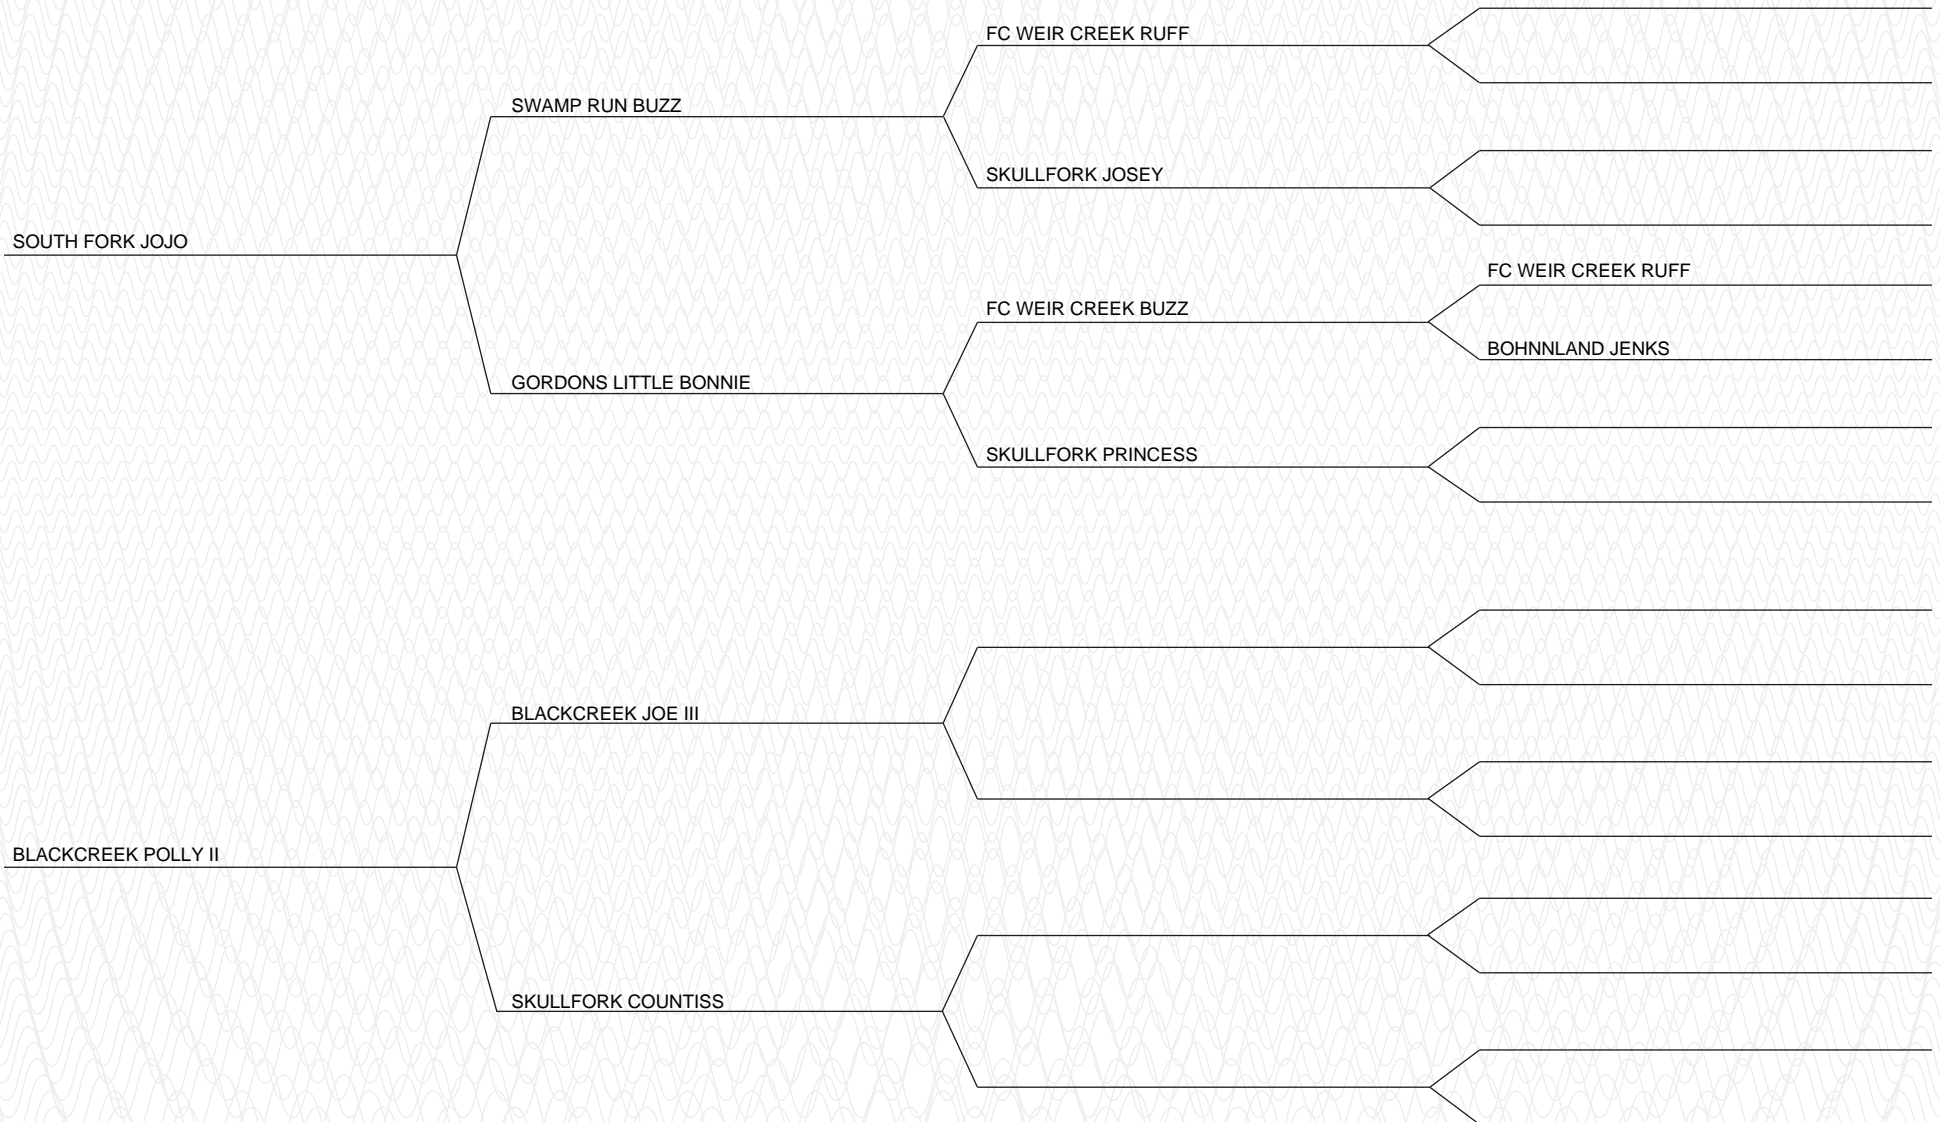 FC WEIR CREEK RUFF
SWAMP RUN BUZZ
SKULLFORK JOSEY
SOUTH FORK JOJO
FC WEIR CREEK RUFF
FC WEIR CREEK BUZZ
BOHNNLAND JENKS
GORDONS LITTLE BONNIE
SKULLFORK PRINCESS
BLACKCREEK JOE III
BLACKCREEK POLLY II
SKULLFORK COUNTISS